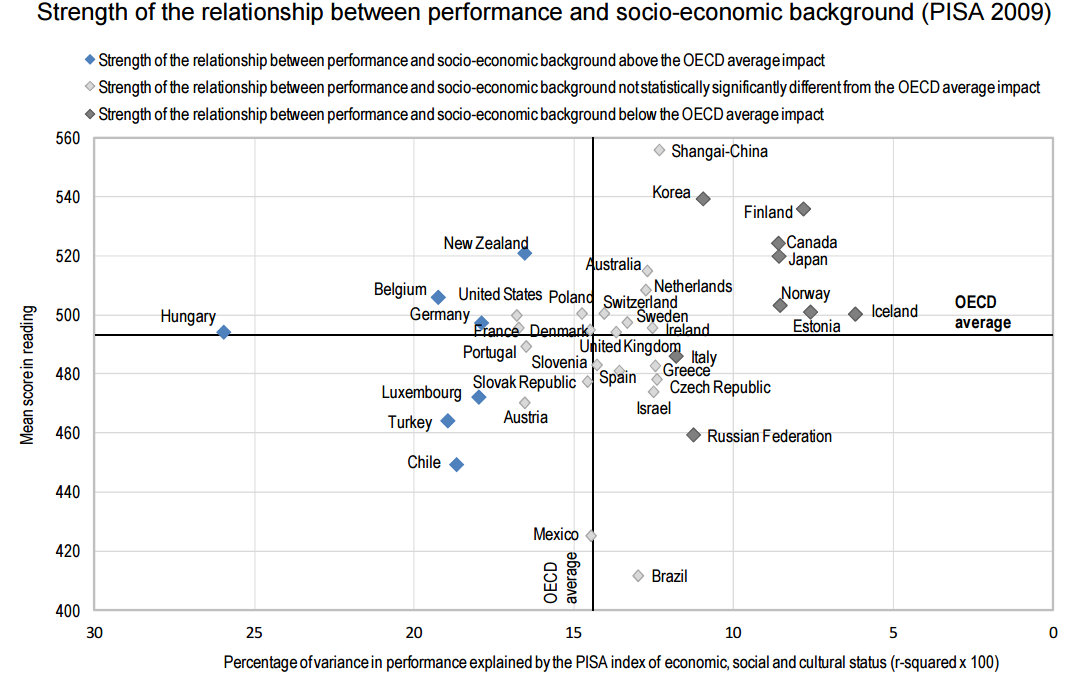 Strength of the relationship between performance and socio-economic background (PISA 2009)
Strength of the relationship between performance and socio-economic background above the OECD average impact
Strength of the relationship between performance and socio-economic background not statistically significantly different from the OECD average impact
Strength of the relationship between performance and socio-economic background below the OECD average impact
Mean score in reading
560
540
520
500
480
460
440
420
400
Shangai-China
Korea
Finland
New Zealand
Canada
Japan
Australia
Belgium
United States
Poland
Netherlands
Switzerland
Norway
Hungary
Germany
Sweden
Estonia
Iceland
OECD
average
France
Denmark
Ireland
United Kingdom
Portugal
Slovenia
Italy
Greece
Luxembourg
Slovak Republic
Spain
Czech Republic
Austria
Israel
Turkey
Russian Federation
Chile
Mexico
OECD
average
Brazil
30
25
20
15
10
5
0
Percentage of variance in performance explained by the PISA index of economic, social and cultural status (r-squared x 100)